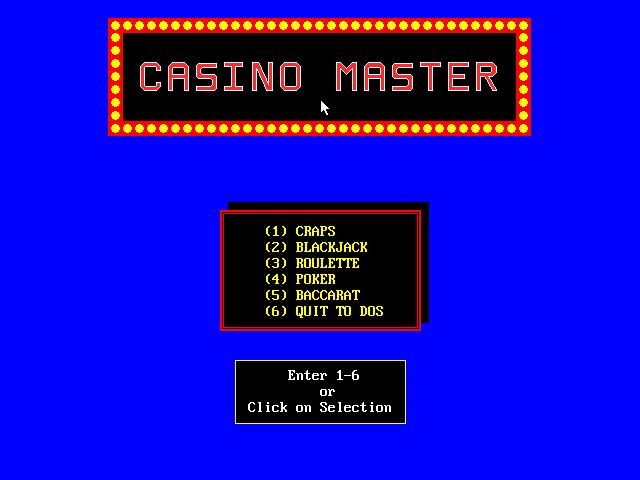 CASINO MASTER
(1) CRAPS
(2) BLACKJACK
(3) ROULETTE
(4) POKER
(5) BACCARAT
(6) QUIT TO DOS
Enter 1-6
or
Click on Selection